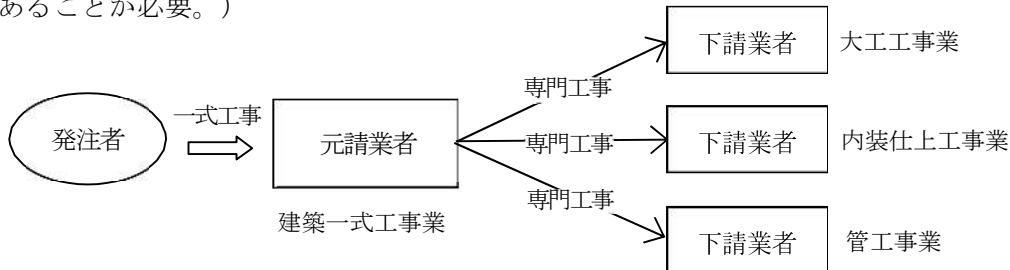 あることが必要。）
下請業者 大工工事業
専門工事
一式工事
発注者 元請業者 専門工事 下請業者 内装仕上工事業
専門工事
建築一式工事業
下請業者 管工事業